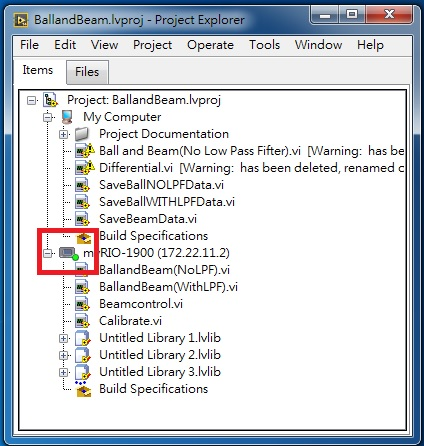 BallandBeam.lvproj - Project Explorer
File Edit View Project Operate Tools Window Help
Items Files
Project: BallandBeam.lvproj
My Computer
Project Documentation
Ball and Beam(No Low Pass Fifter).vi [Warning: has be
Differential.vi [Warning: has been deleted, renamed o
SaveBallNOLPFData.vi
SaveBallWITHLPFData.vi
SaveBeamData.vi
Build Specifications
myRIO-1900 (172.22.11.2)
BallandBeam(NoLPF).vi
BallandBeam(WithLPF).vi
Beamcontrol.vi
Calibrate.vi
Untitled Library 1.lvlib
Untitled Library 2.lvlib
Untitled Library 3.lvlib
Build Specifications